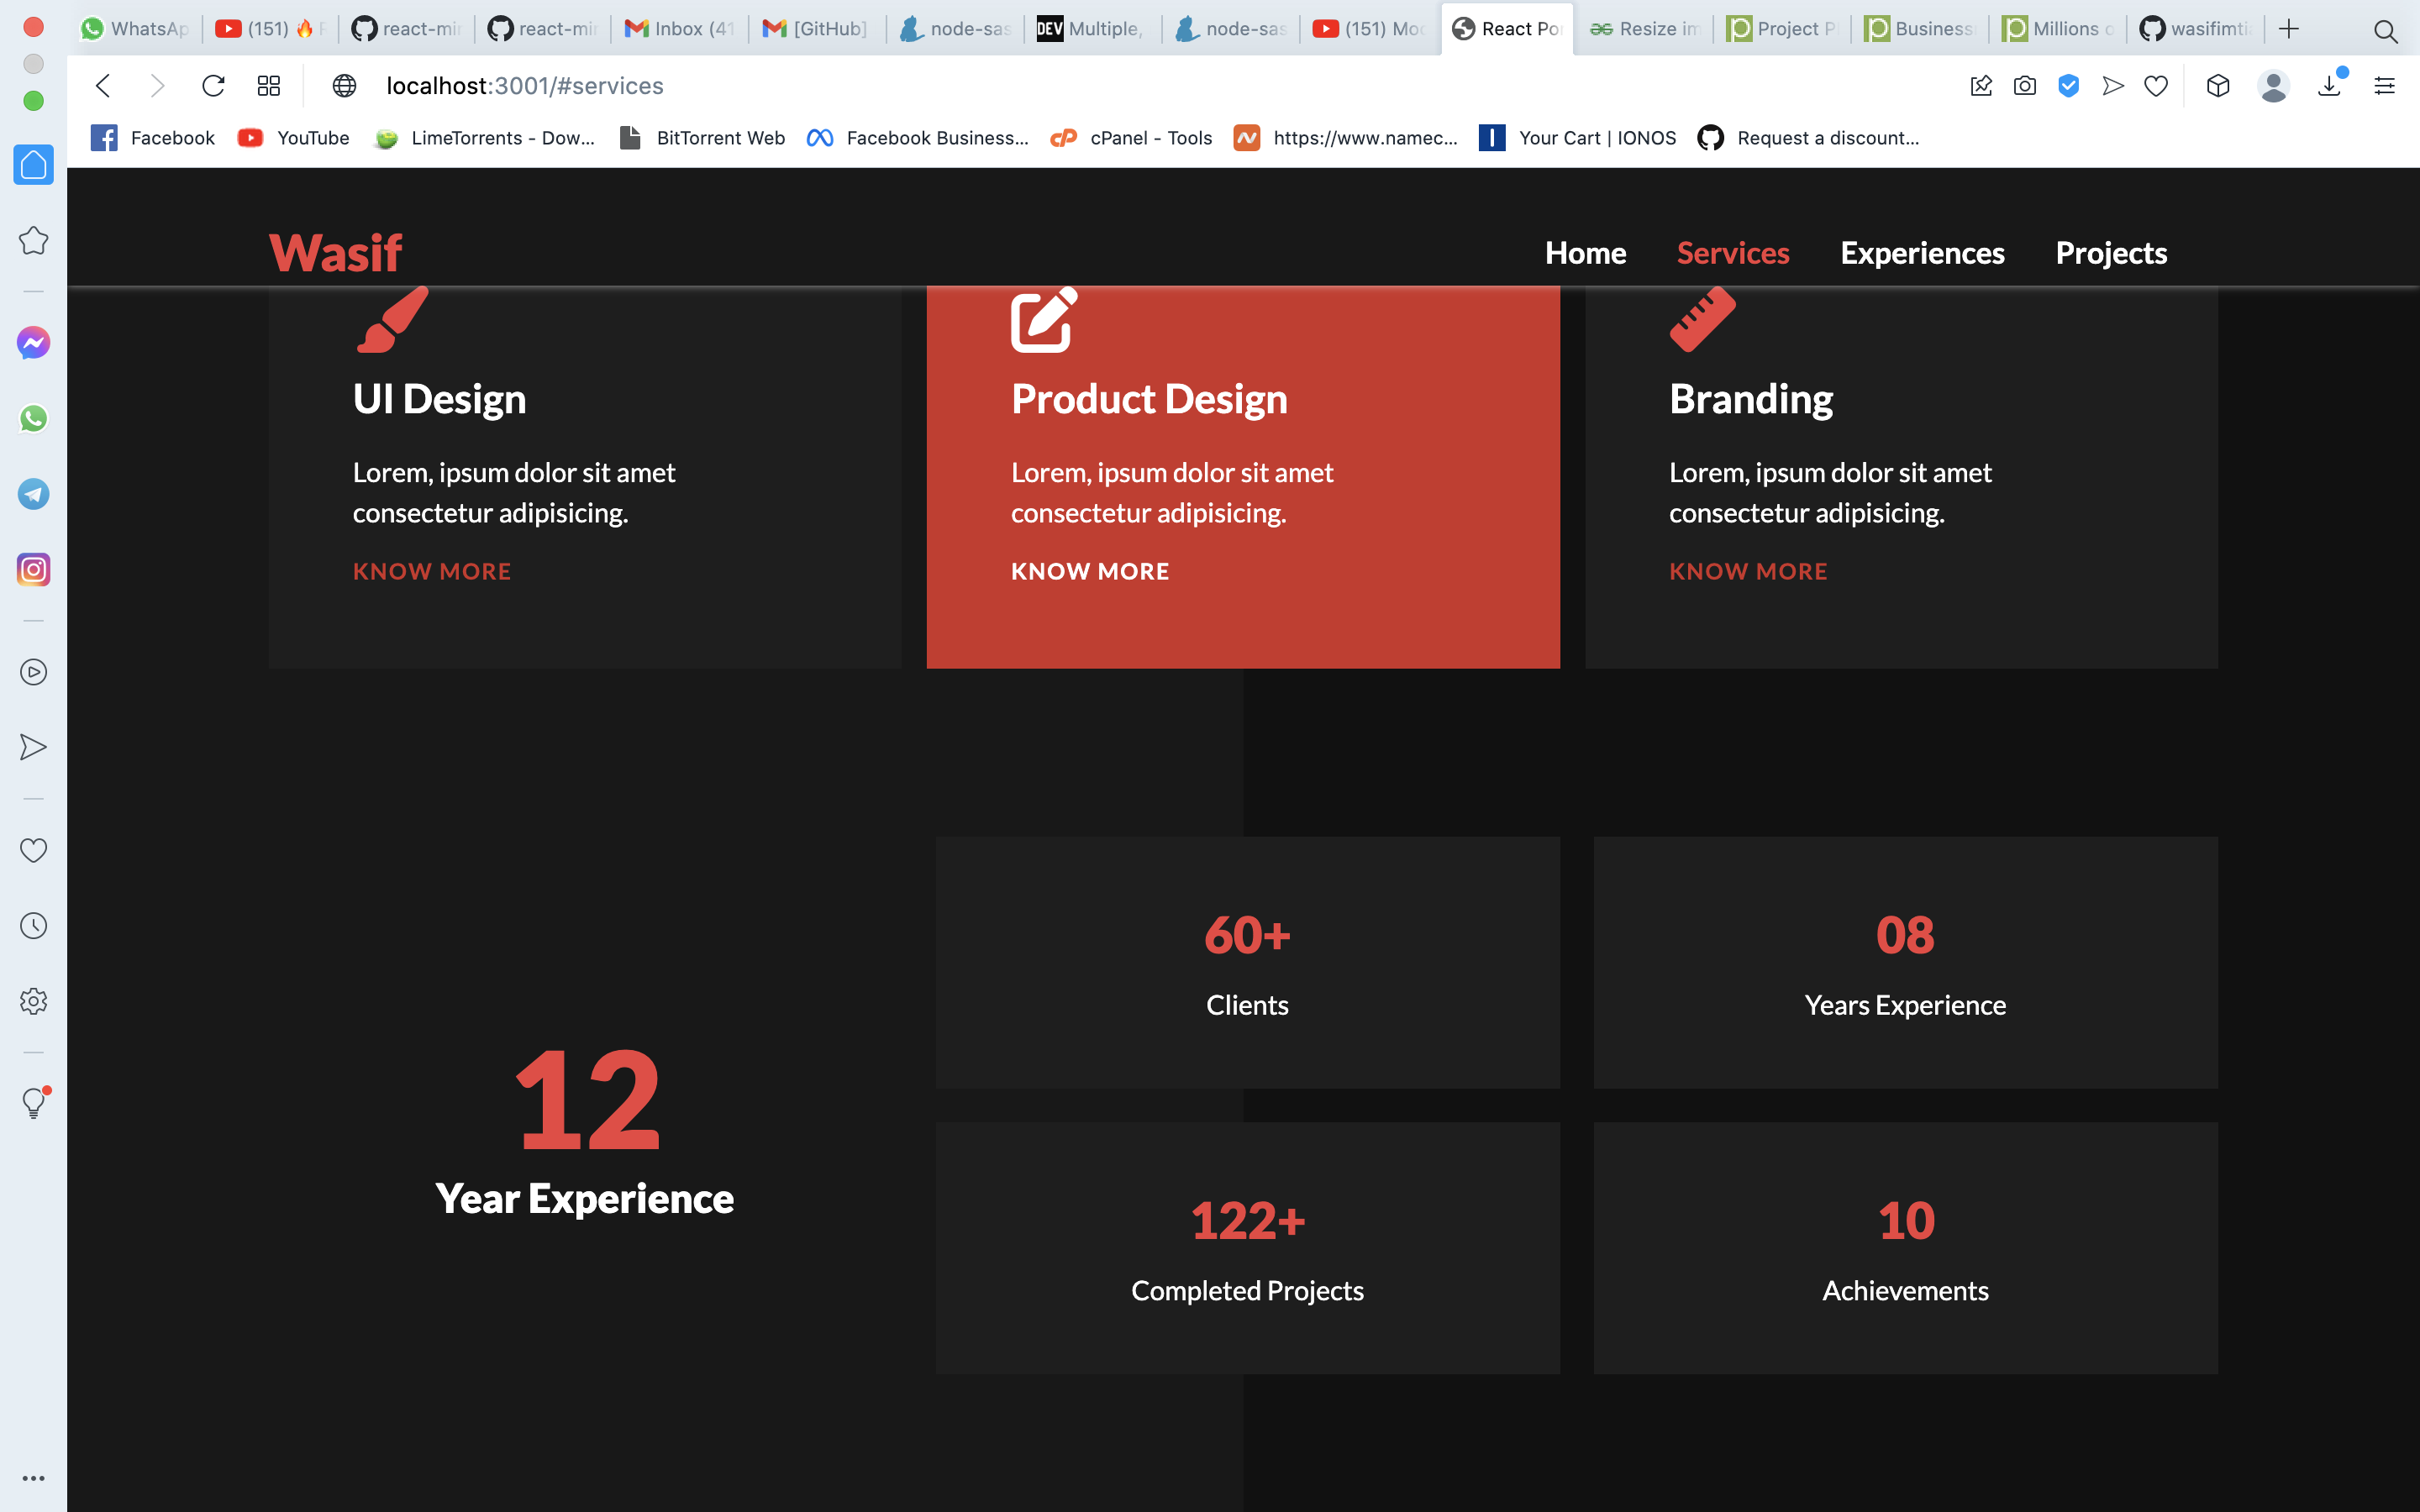 WhatsAp
(151) 🔥
react-mi
react-mi
Inbox (41
[GitHub]
node-sas
DEV Multiple,
node-sas
(151) Mo
React Po
Resize im
Project P
Business
Millions o
wasifimti
localhost:3001/#services
Facebook
YouTube
LimeTorrents - Dow...
BitTorrent Web
Facebook Business...
cP cPanel - Tools
https://www.namec...
Your Cart | IONOS
Request a discount...
Wasif
Home
Services
Experiences
Projects
UI Design
Lorem, ipsum dolor sit amet
consectetur adipisicing.
KNOW MORE
Product Design
Lorem, ipsum dolor sit amet
consectetur adipisicing.
KNOW MORE
Branding
Lorem, ipsum dolor sit amet
consectetur adipisicing.
KNOW MORE
12
Year Experience
60+
Clients
08
Years Experience
122+
Completed Projects
10
Achievements